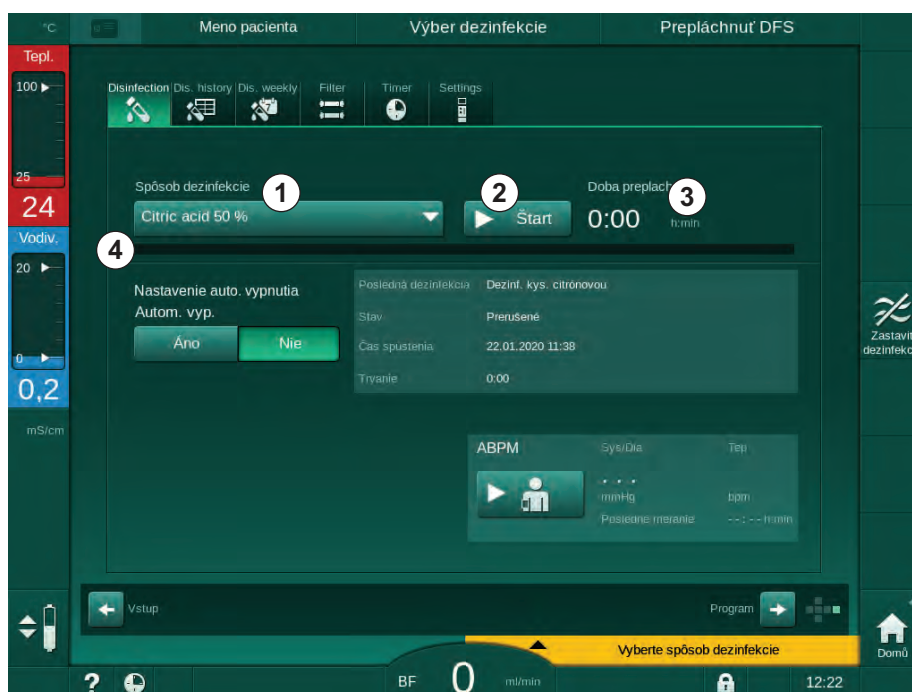 °C Meno pacienta Výber dezinfekcie Prepláchnuť DFS
Tepl.
100
Disinfection Dis. history Dis. weekly Filter Timer Settings
25
24
Spôsob dezinfekcie 1 2 Doba preplach 3
Citric acid 50 % Štart 0:00 h:min
Vodiv.
4
20
Nastavenie auto. vypnutia
Autom. vyp.
Áno Nie
Posledná dezinfekcia Dezinf. kys. citrónovou
Stav Prerušené
Čas spustenia 22.01.2020 11:38
Trvanie 0:00
Zastaviť
dezinfekc
0
0,2
mS/cm
ABPM Sys/Dia Tep
- - -
mmHg bpm
Posledné meranie --:-- h:min
Vstup Program
Vyberte spôsob dezinfekcie
Domů
? BF 0 ml/min 12:22